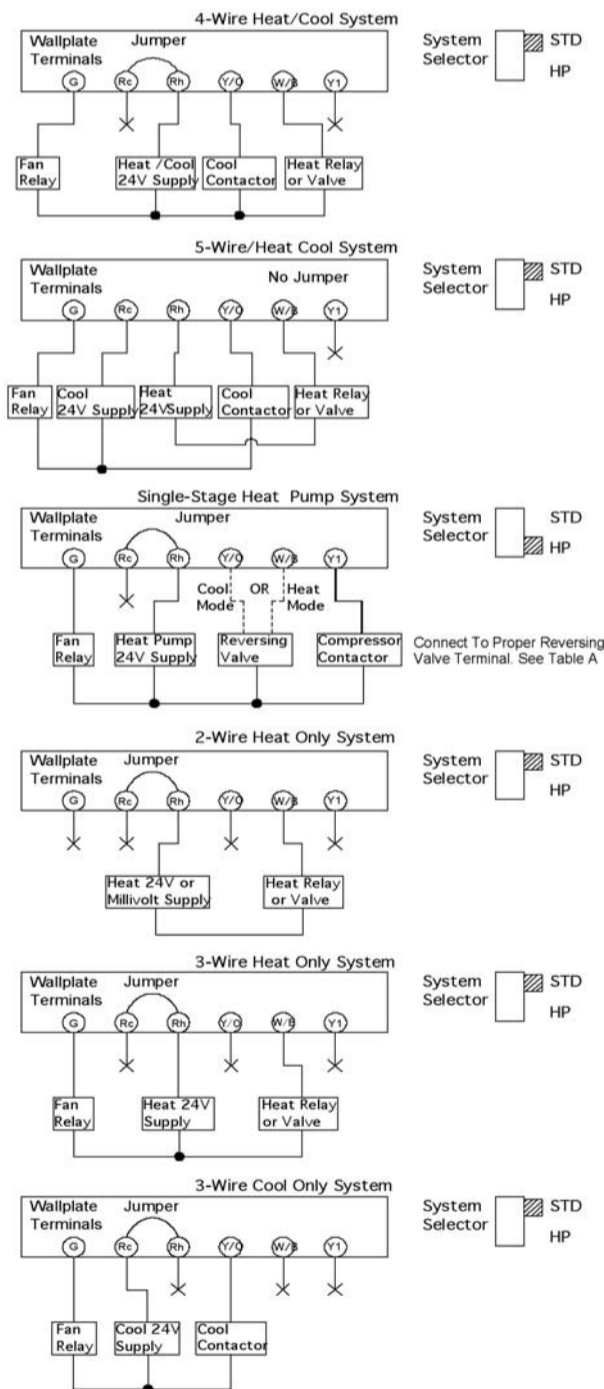 4-Wire Heat/Cool System
Wallplate Jumper
Terminals
G Rc Rh Y/O W/B Y1
System
Selector
STD
HP
Fan
Relay
Heat /Cool
24V Supply
Cool
Contactor
Heat Relay
or Valve
5-Wire/Heat Cool System
Wallplate
Terminals
No Jumper
G Rc Rh Y/O W/B Y1
System
Selector
STD
HP
Fan
Relay
Cool
24V Supply
Heat
24VSupply
Cool
Contactor
Heat Relay
or Valve
Single-Stage Heat Pump System
Wallplate Jumper
Terminals
G Rc Rh Y/O W/B Y1
System
Selector
STD
HP
Cool
Mode
OR
Heat
Mode
Fan
Relay
Heat Pump
24V Supply
Reversing
Valve
Compressor
Contactor
Connect To Proper Reversing
Valve Terminal. See Table A
2-Wire Heat Only System
Wallplate Jumper
Terminals
G Rc Rh Y/O W/B Y1
System
Selector
STD
HP
Heat 24V or
Millivolt Supply
Heat Relay
or Valve
3-Wire Heat Only System
Wallplate Jumper
Terminals
G Rc Rh Y/O W/B Y1
System
Selector
STD
HP
Fan
Relay
Heat 24V
Supply
Heat Relay
or Valve
3-Wire Cool Only System
Wallplate Jumper
Terminals
G Rc Rh Y/O W/B Y1
System
Selector
STD
HP
Fan
Relay
Cool 24V
Supply
Cool
Contactor